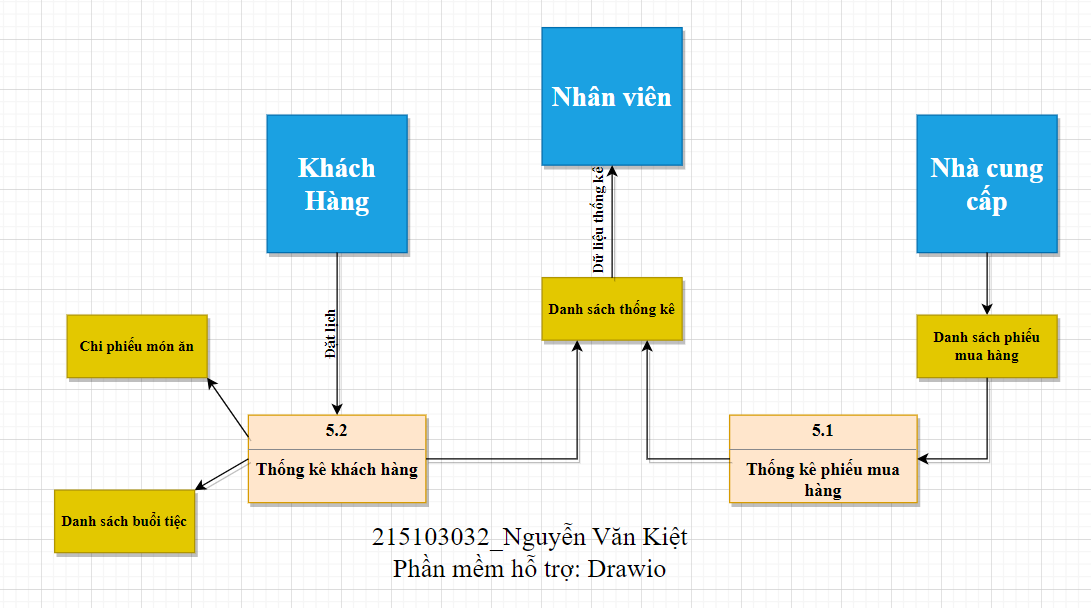 Nhân viên
Khách
Hàng
Nhà cung
cấp
Dữ liệu thống kê
Danh sách thống kê
Đặt lịch
Chi phiếu món ăn
Danh sách phiếu
mua hàng
5.2
Thống kê khách hàng
5.1
Thống kê phiếu mua
hàng
Danh sách buổi tiệc
215103032_Nguyễn Văn Kiệt
Phần mềm hỗ trợ: Drawio